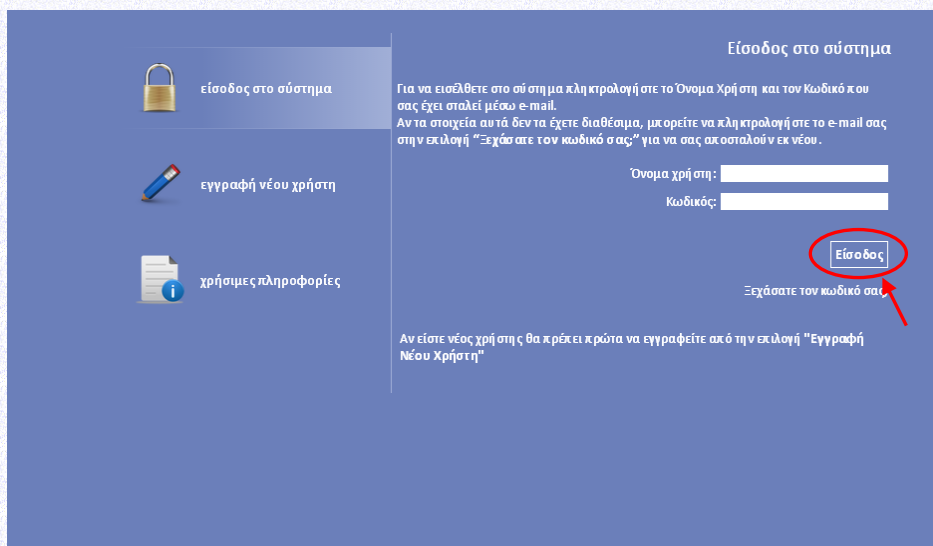 Είσοδος στο σύστημα
είσοδος στο σύστημα
Για να εισέλθετε στο σύστημα πληκτρολογήστε το Όνομα Χρήστη και τον Κωδικό που
σας έχει σταλεί μέσω e-mail.
Αν τα στοιχεία αυτά δεν τα έχετε διαθέσιμα, μπορείτε να πληκτρολογήστε το e-mail σας
στην επιλογή “Ξεχάσατε τον κωδικό σας;” για να σας αποσταλούν εκ νέου.
εγγραφή νέου χρήστη
Όνομα χρήστη:
Κωδικός:
Είσοδος
χρήσιμες πληροφορίες
Ξεχάσατε τον κωδικό σας
Αν είστε νέος χρήστης θα πρέπει πρώτα να εγγραφείτε από την επιλογή "Εγγραφή
Νέου Χρήστη"